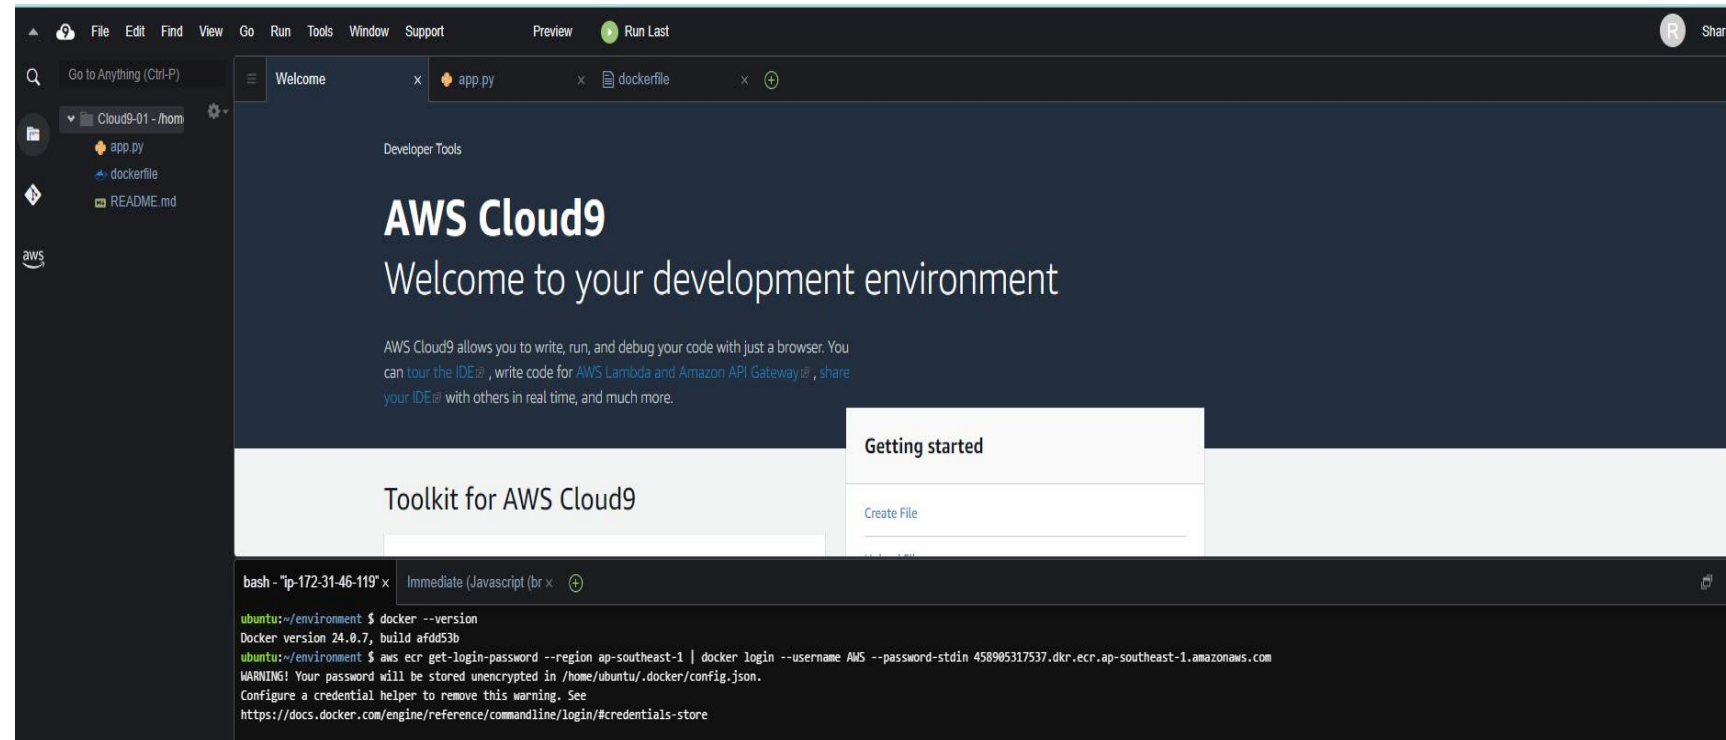 File Edit Find View Go Run Tools Window Support Preview Run Last R Shar
Go to Anything (Ctrl-P)
Welcome app.py dockerfile
Cloud9-01 - /hom
app.py
dockerfile
README.md
aws
Developer Tools
AWS Cloud9
Welcome to your development environment
AWS Cloud9 allows you to write, run, and debug your code with just a browser. You
can tour the IDE , write code for AWS Lambda and Amazon API Gateway , share
your IDE with others in real time, and much more.
Getting started
Toolkit for AWS Cloud9
Create File
bash - "ip-172-31-46-119" Immediate (Javascript (br
ubuntu:~/environment $ docker --version
Docker version 24.0.7, build afdd53b
ubuntu:~/environment $ aws ecr get-login-password --region ap-southeast-1 | docker login --username AWS --password-stdin 458905317537.dkr.ecr.ap-southeast-1.amazonaws.com
WARNING! Your password will be stored unencrypted in /home/ubuntu/.docker/config.json.
Configure a credential helper to remove this warning. See
https://docs.docker.com/engine/reference/commandline/login/#credentials-store